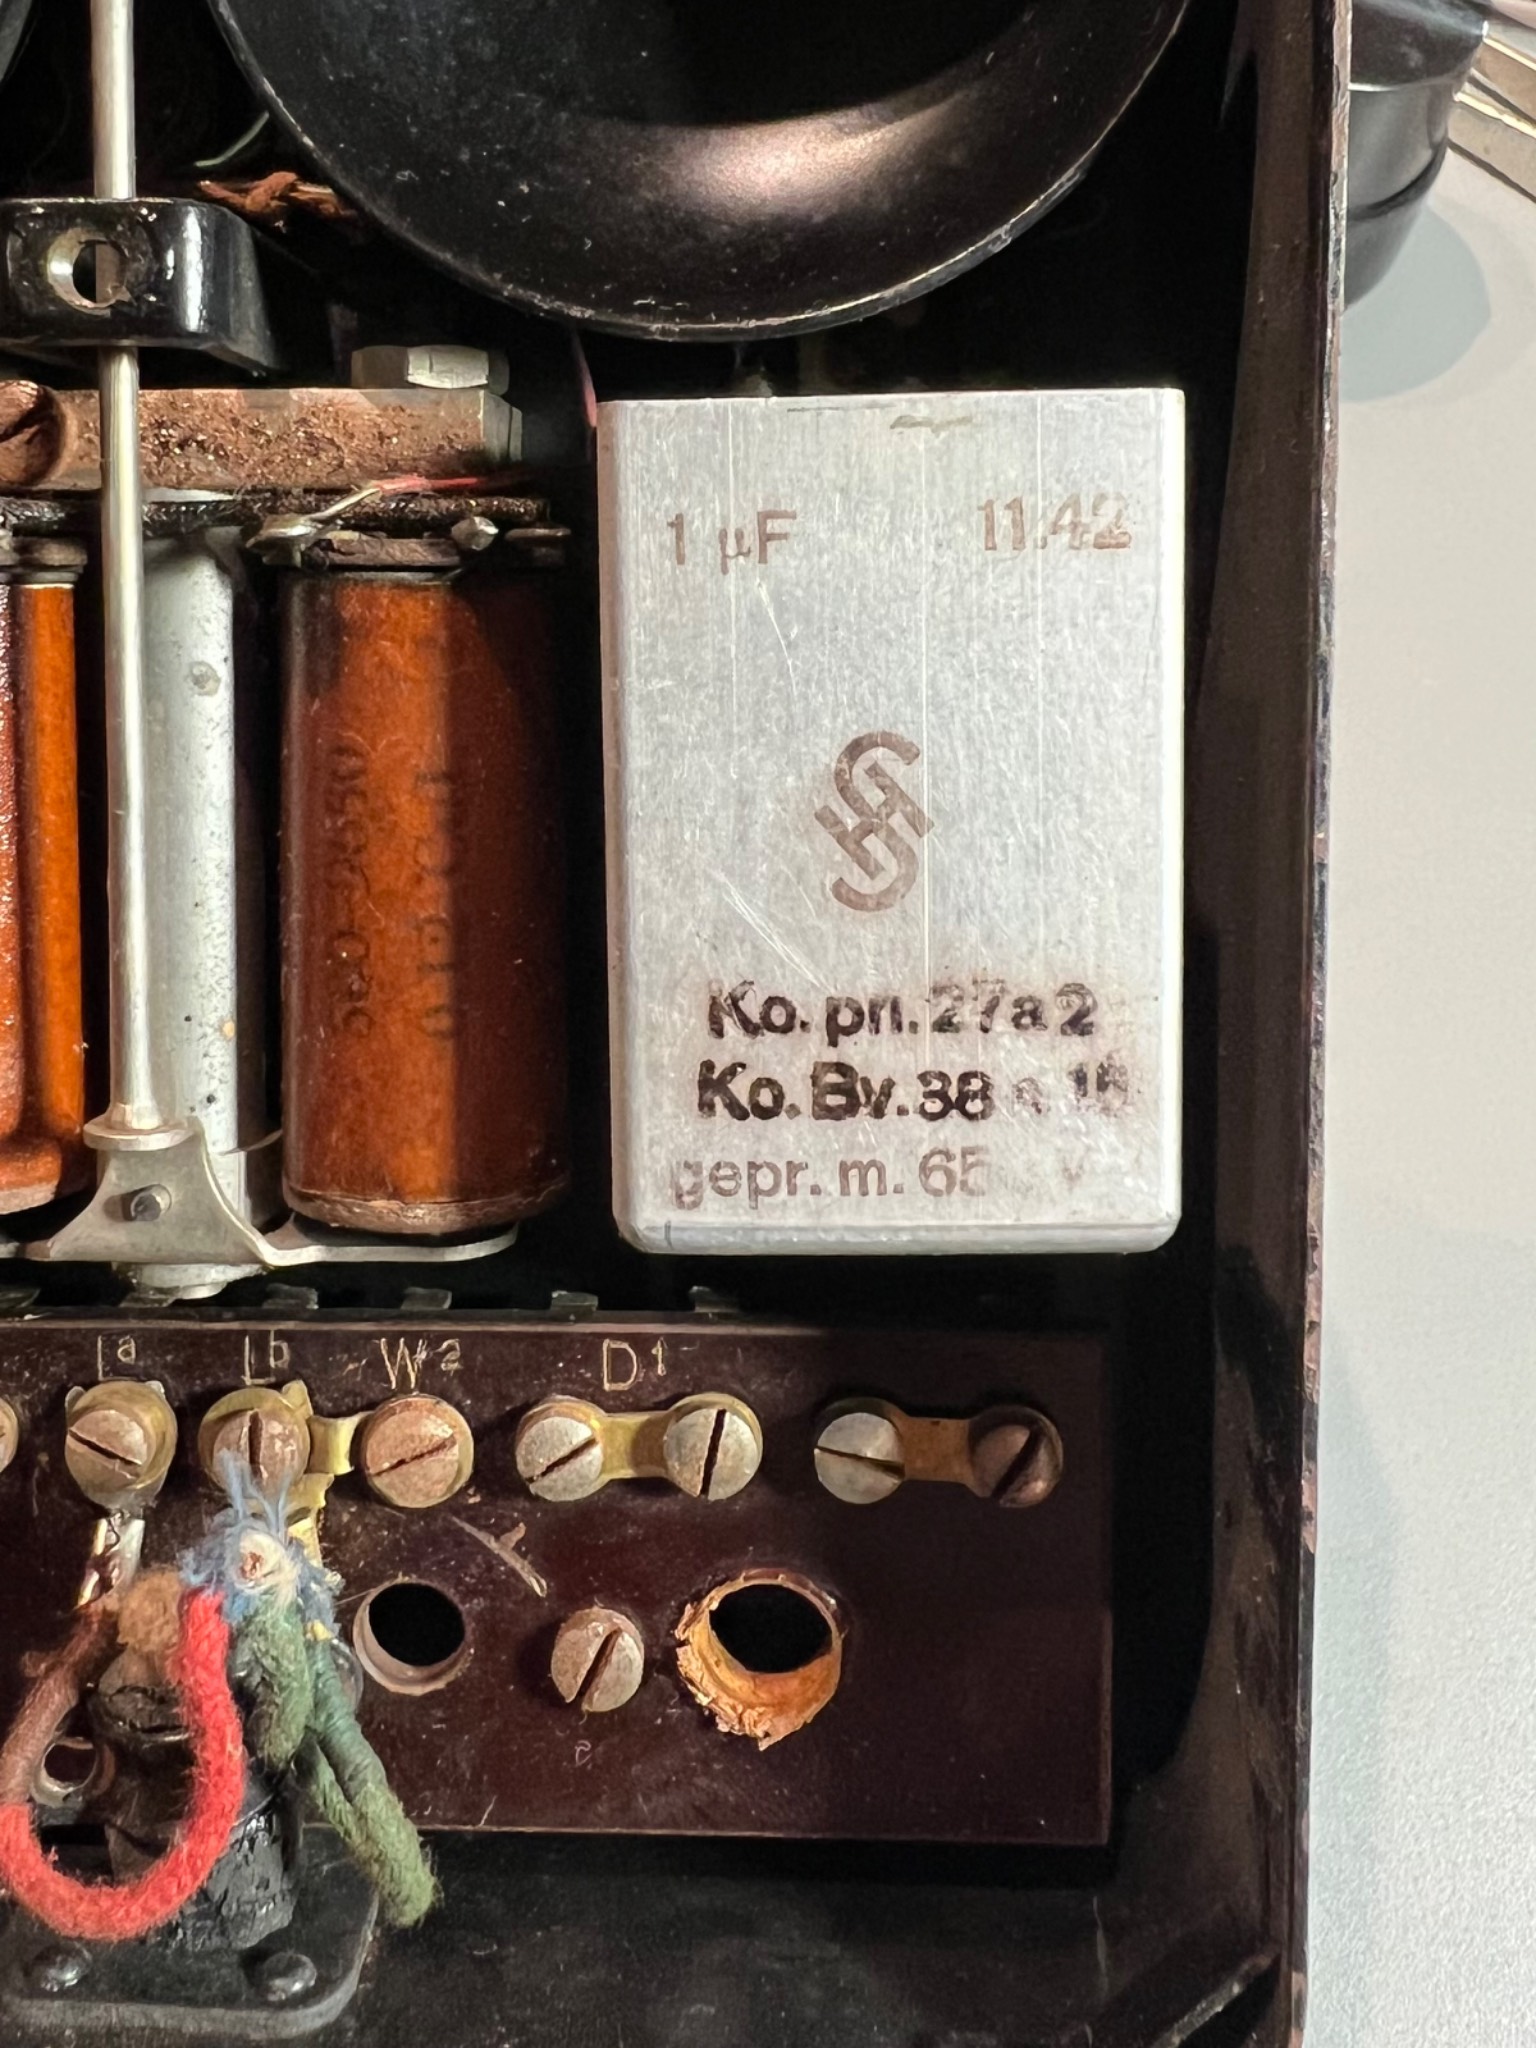 1 µF 11.42
Ko. pn. 27a2
Ko. Bv. 38
gepr. m. 65
la lb W2 D1